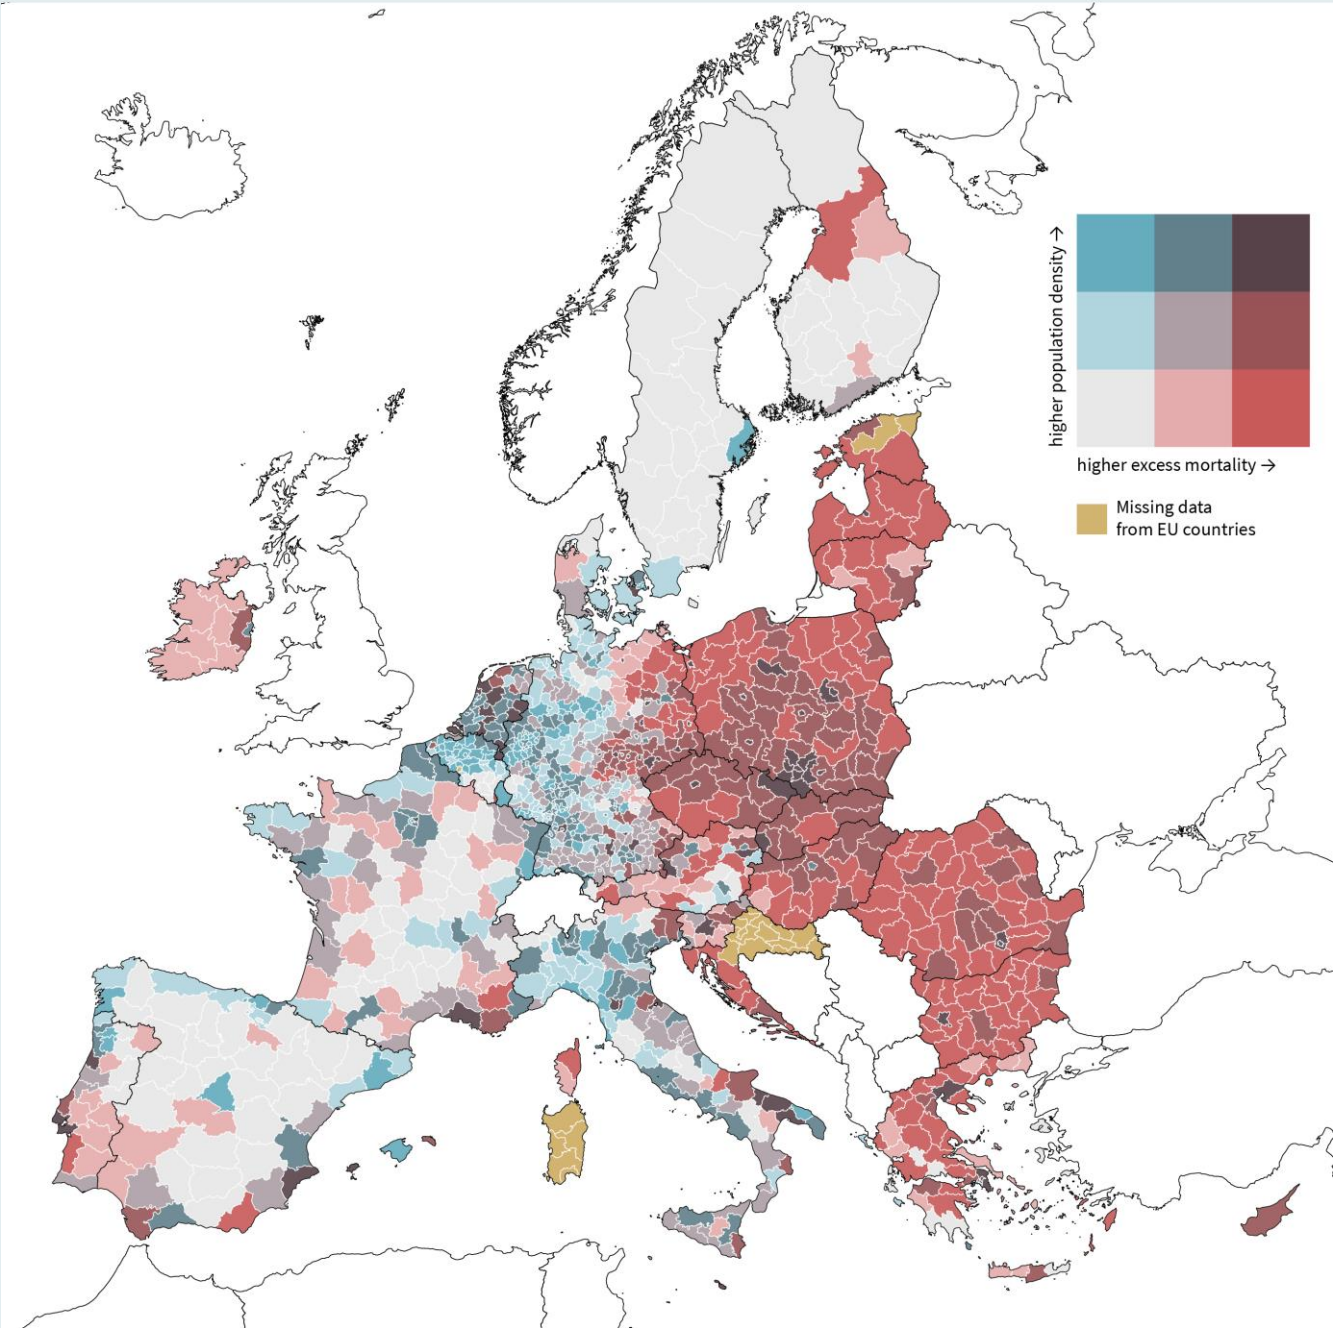 higher population density →
higher excess mortality →
Missing data
from EU countries